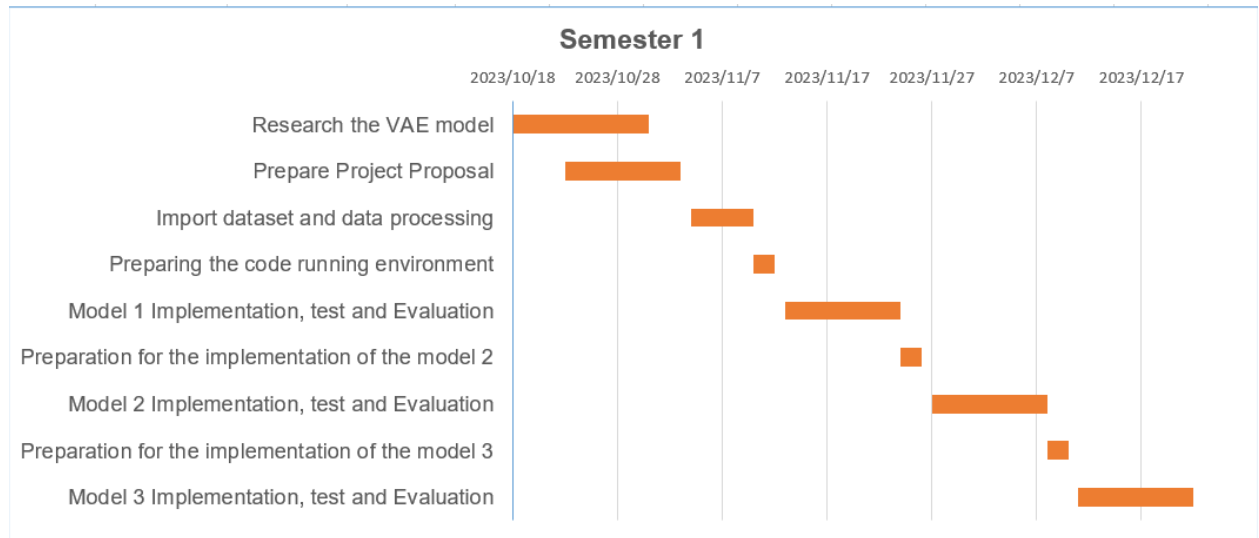 Semester 1
2023/10/18 2023/10/28 2023/11/7 2023/11/17 2023/11/27 2023/12/7 2023/12/17
Research the VAE model
Prepare Project Proposal
Import dataset and data processing
Preparing the code running environment
Model 1 Implementation, test and Evaluation
Preparation for the implementation of the model 2
Model 2 Implementation, test and Evaluation
Preparation for the implementation of the model 3
Model 3 Implementation, test and Evaluation